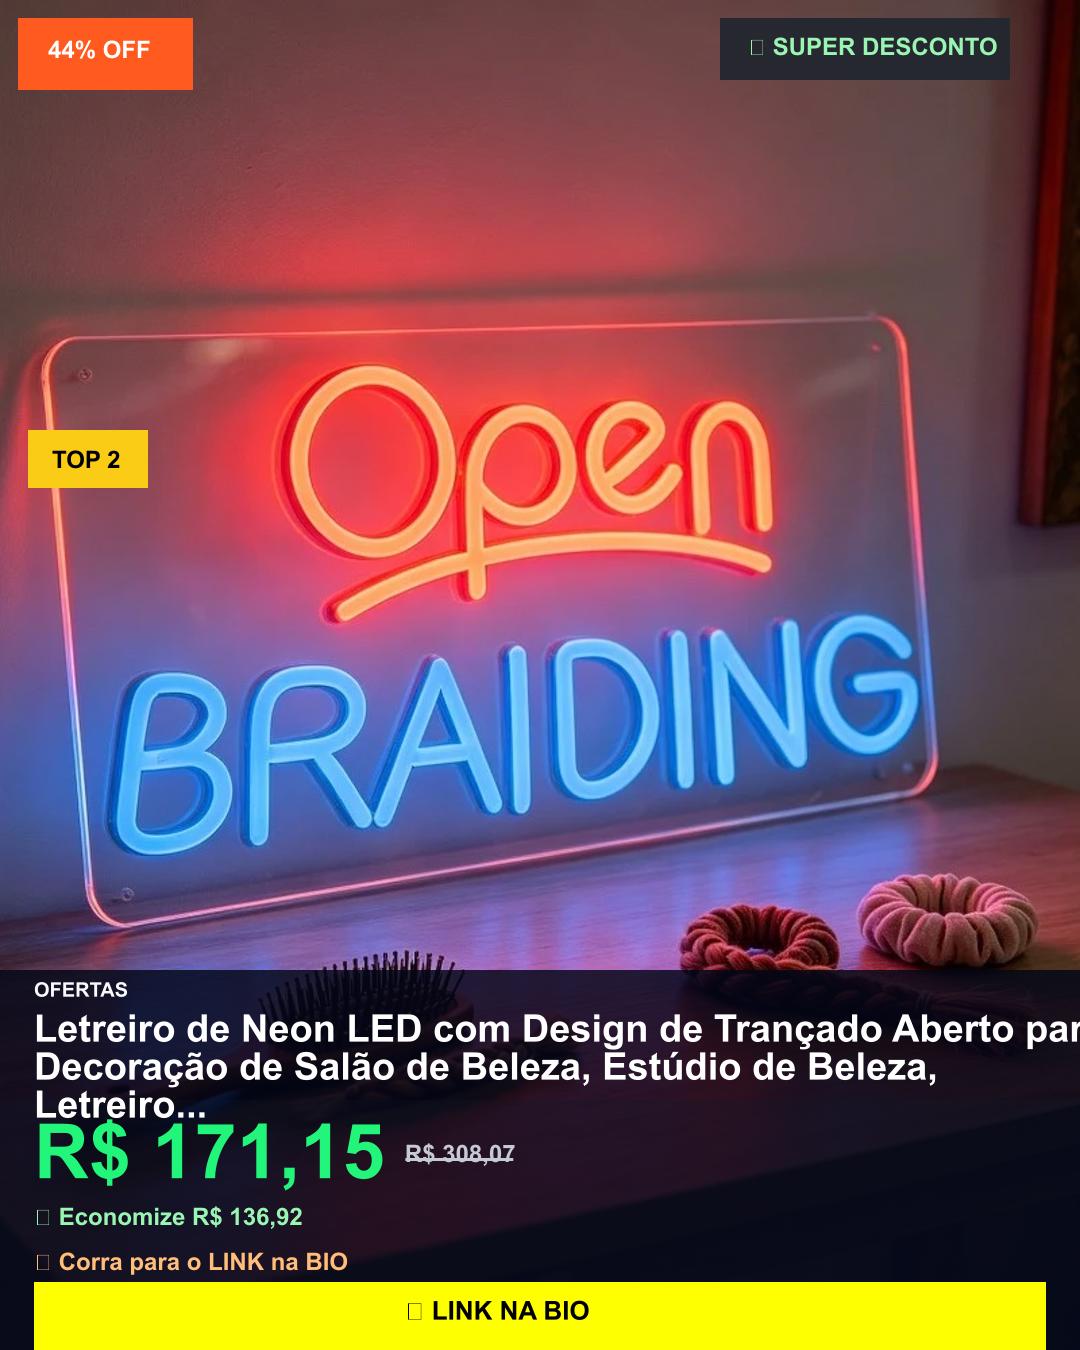 44% OFF
SUPER DESCONTO
Open
TOP 2
BRAIDING
OFERTAS
Letreiro de Neon LED com Design de Trançado Aberto par
Decoração de Salão de Beleza, Estúdio de Beleza,
Letreiro...
R$ 171,15 R$ 308,07
Economize R$ 136,92
Corra para o LINK na BIO
LINK NA BIO